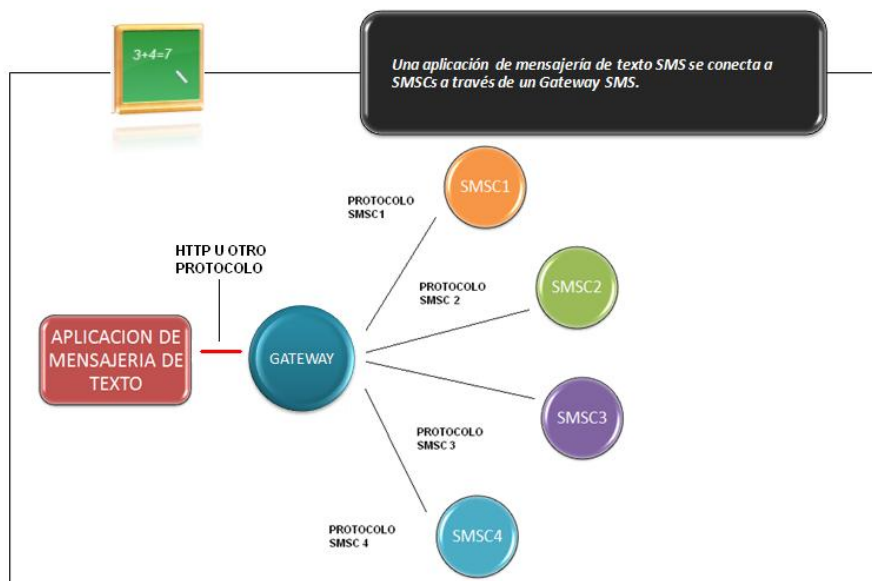 3+4=7
Una aplicación de mensajería de texto SMS se conecta a
SMSCs a través de un Gateway SMS.
SMSC1
PROTOCOLO
SMSC1
HTTP U OTRO
PROTOCOLO
SMSC2
PROTOCOLO
SMSC 2
APLICACION DE
MENSAJERIA DE
TEXTO
GATEWAY
SMSC3
PROTOCOLO
SMSC 3
PROTOCOLO
SMSC 4
SMSC4